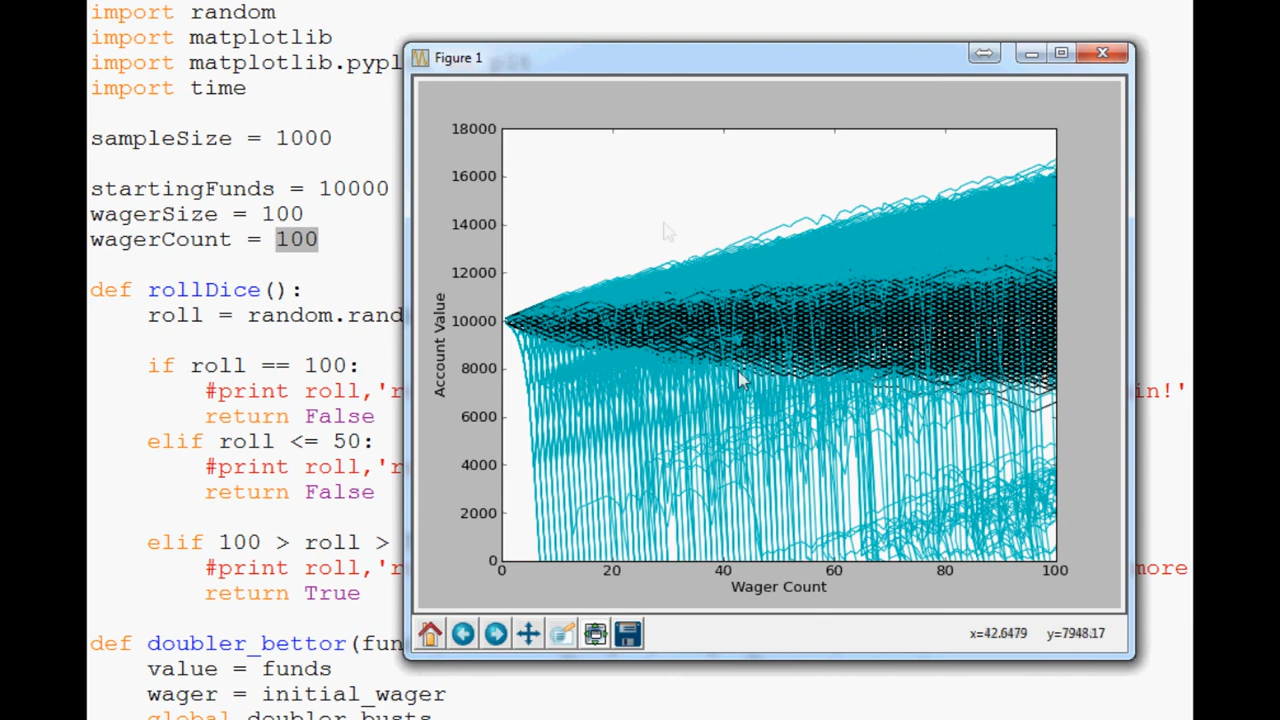 import random
import matplotlib
import matplotlib.pypl
import time
sampleSize = 1000
startingFunds = 10000
wagerSize = 100
wagerCount = 100
def rollDice():
roll = random.rand
if roll == 100:
#print roll,'r in!'
return False
elif roll <= 50:
#print roll,'r
return False
elif 100 > roll >
#print roll,'r more
return True
def doubler_bettor(fun
value = funds
wager = initial_wager
global doubler_busts
Figure 1
18000
16000
14000
12000
10000
8000
6000
4000
2000
0
Account Value
0 20 40 60 80 100
Wager Count
x=42.6479 y=7948.17